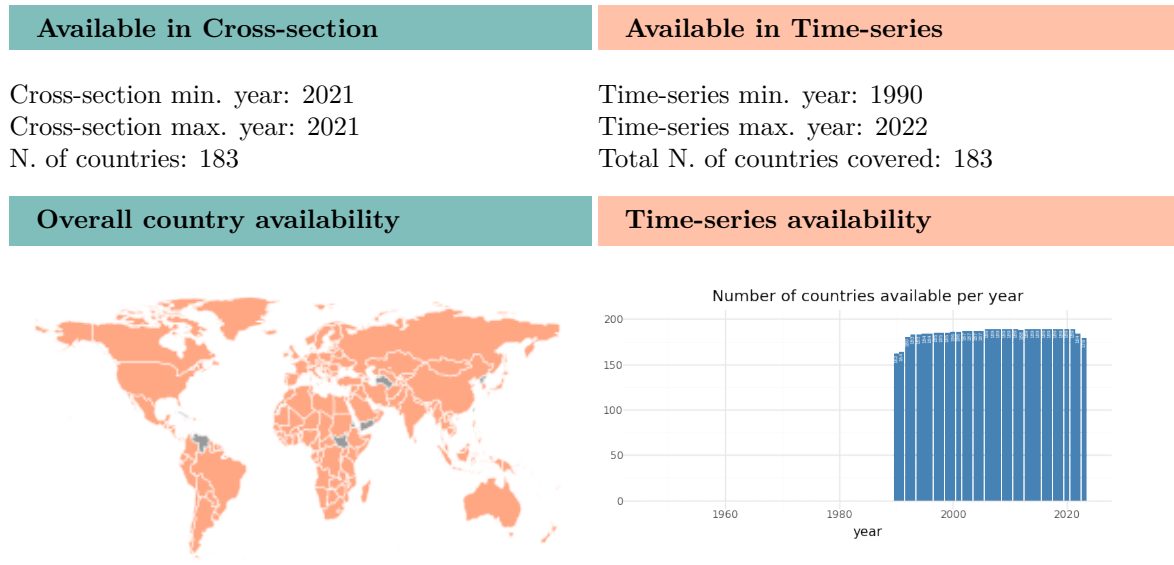 Available in Cross-section
Available in Time-series
Cross-section min. year: 2021
Cross-section max. year: 2021
N. of countries: 183
Time-series min. year: 1990
Time-series max. year: 2022
Total N. of countries covered: 183
Overall country availability
Time-series availability
Number of countries available per year
200
150
100
50
0
1960
1980
2000
2020
year